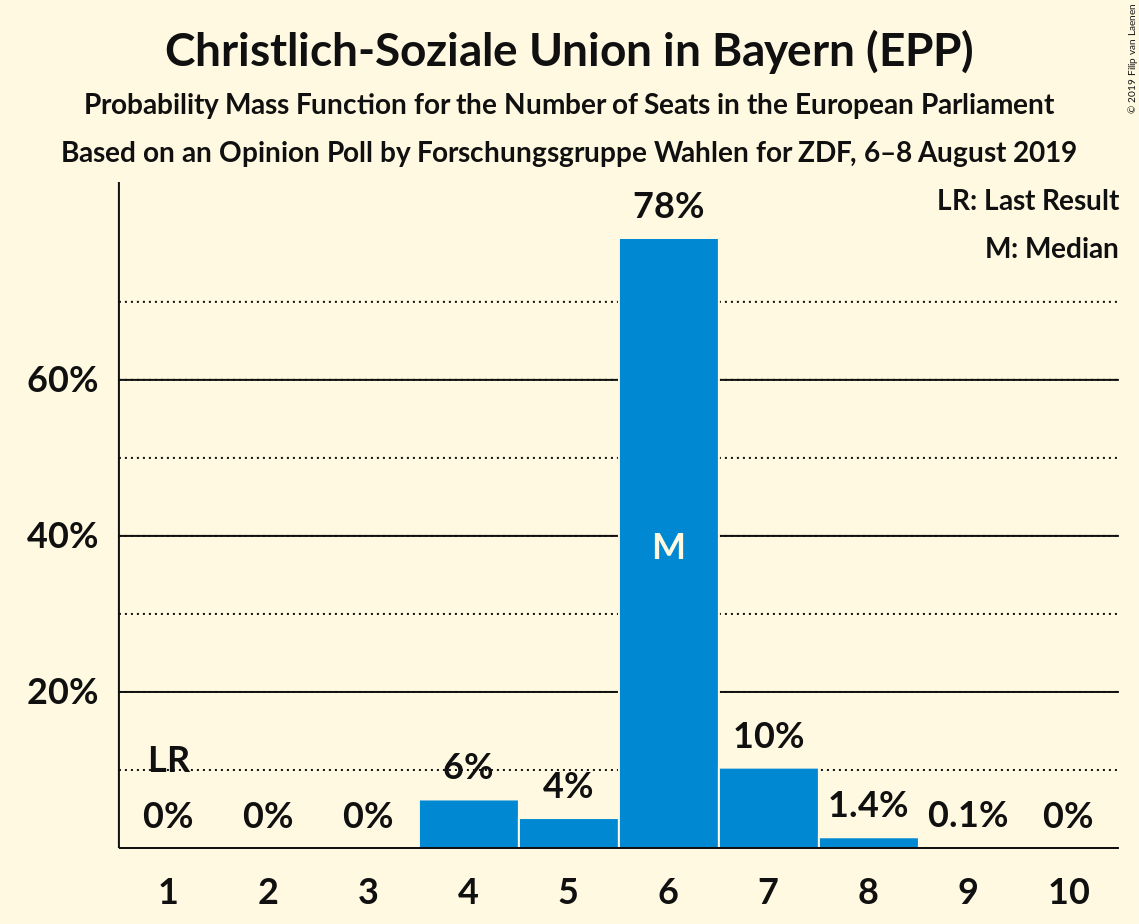 Christlich-Soziale Union in Bayern (EPP)
Probability Mass Function for the Number of Seats in the European Parliament
Based on an Opinion Poll by Forschungsgruppe Wahlen for ZDF, 6–8 August 2019
© 2019 Filip van Laenen
LR: Last Result
M: Median
78%
60%
40%
M
20%
10%
LR
6%
4%
1.4%
0%
0%
0%
0.1%
0%
1 2 3 4 5 6 7 8 9 10